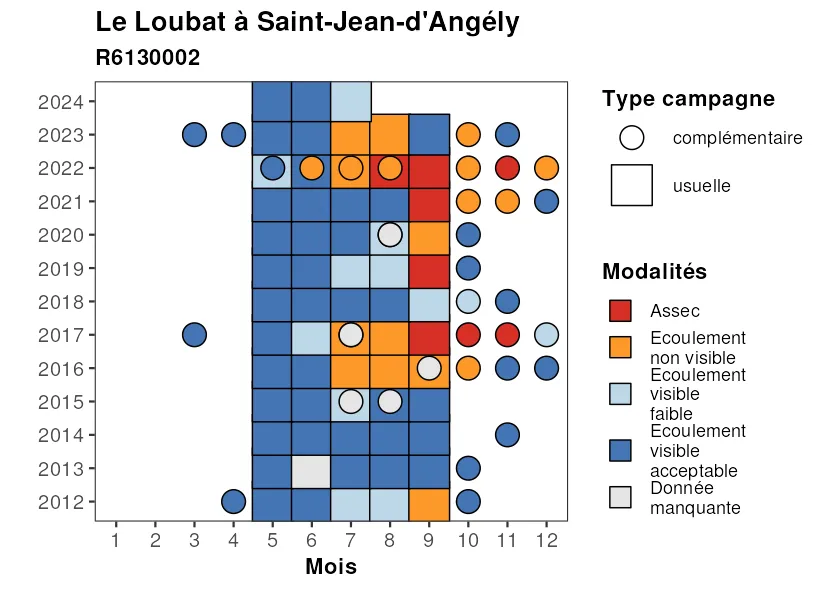 Le Loubat à Saint-Jean-d'Angély
R6130002
2024
2023
2022
2021
2020
2019
2018
2017
2016
2015
2014
2013
2012
1 2 3 4 5 6 7 8 9 10 11 12
Mois
Type campagne
complémentaire
usuelle
Modalités
Assec
Ecoulement
non visible
Ecoulement
visible
faible
Ecoulement
visible
acceptable
Donnée
manquante